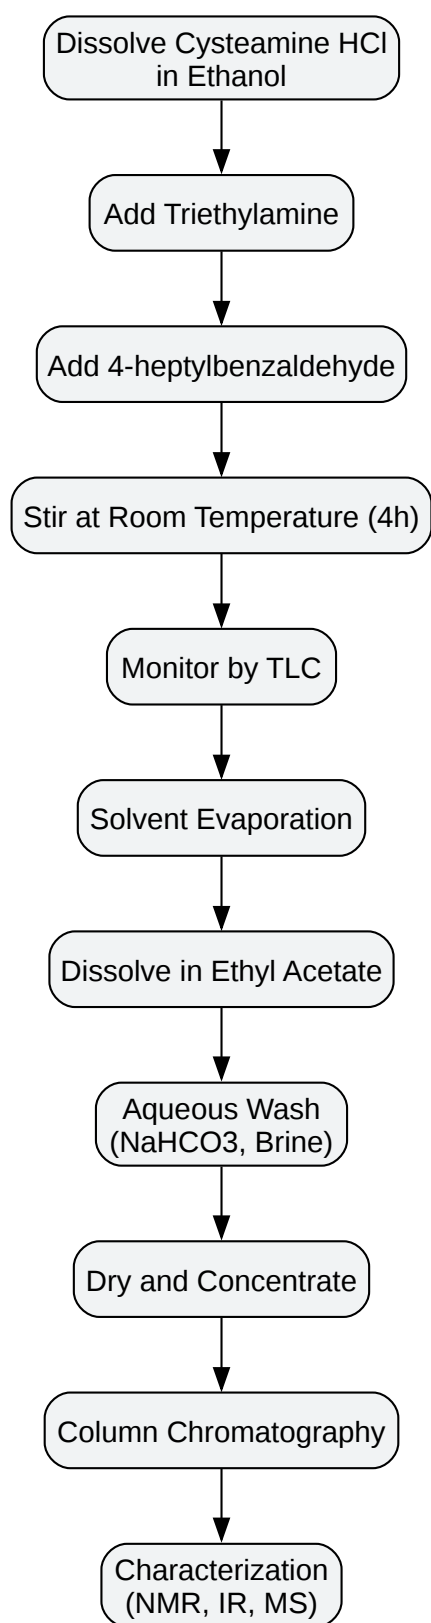 Dissolve Cysteamine HCl
in Ethanol
Add Triethylamine
Add 4-heptylbenzaldehyde
Stir at Room Temperature (4h)
Monitor by TLC
Solvent Evaporation
Dissolve in Ethyl Acetate
Aqueous Wash
(NaHCO3, Brine)
Dry and Concentrate
Column Chromatography
Characterization
(NMR, IR, MS)